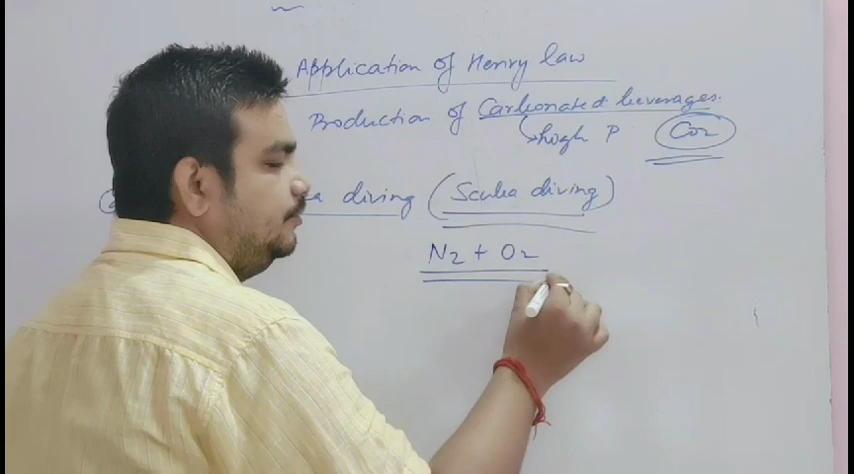 Application of Henry law
Production of Carbonated beverages.
high P CO2
diving (Scuba diving)
N2 + O2